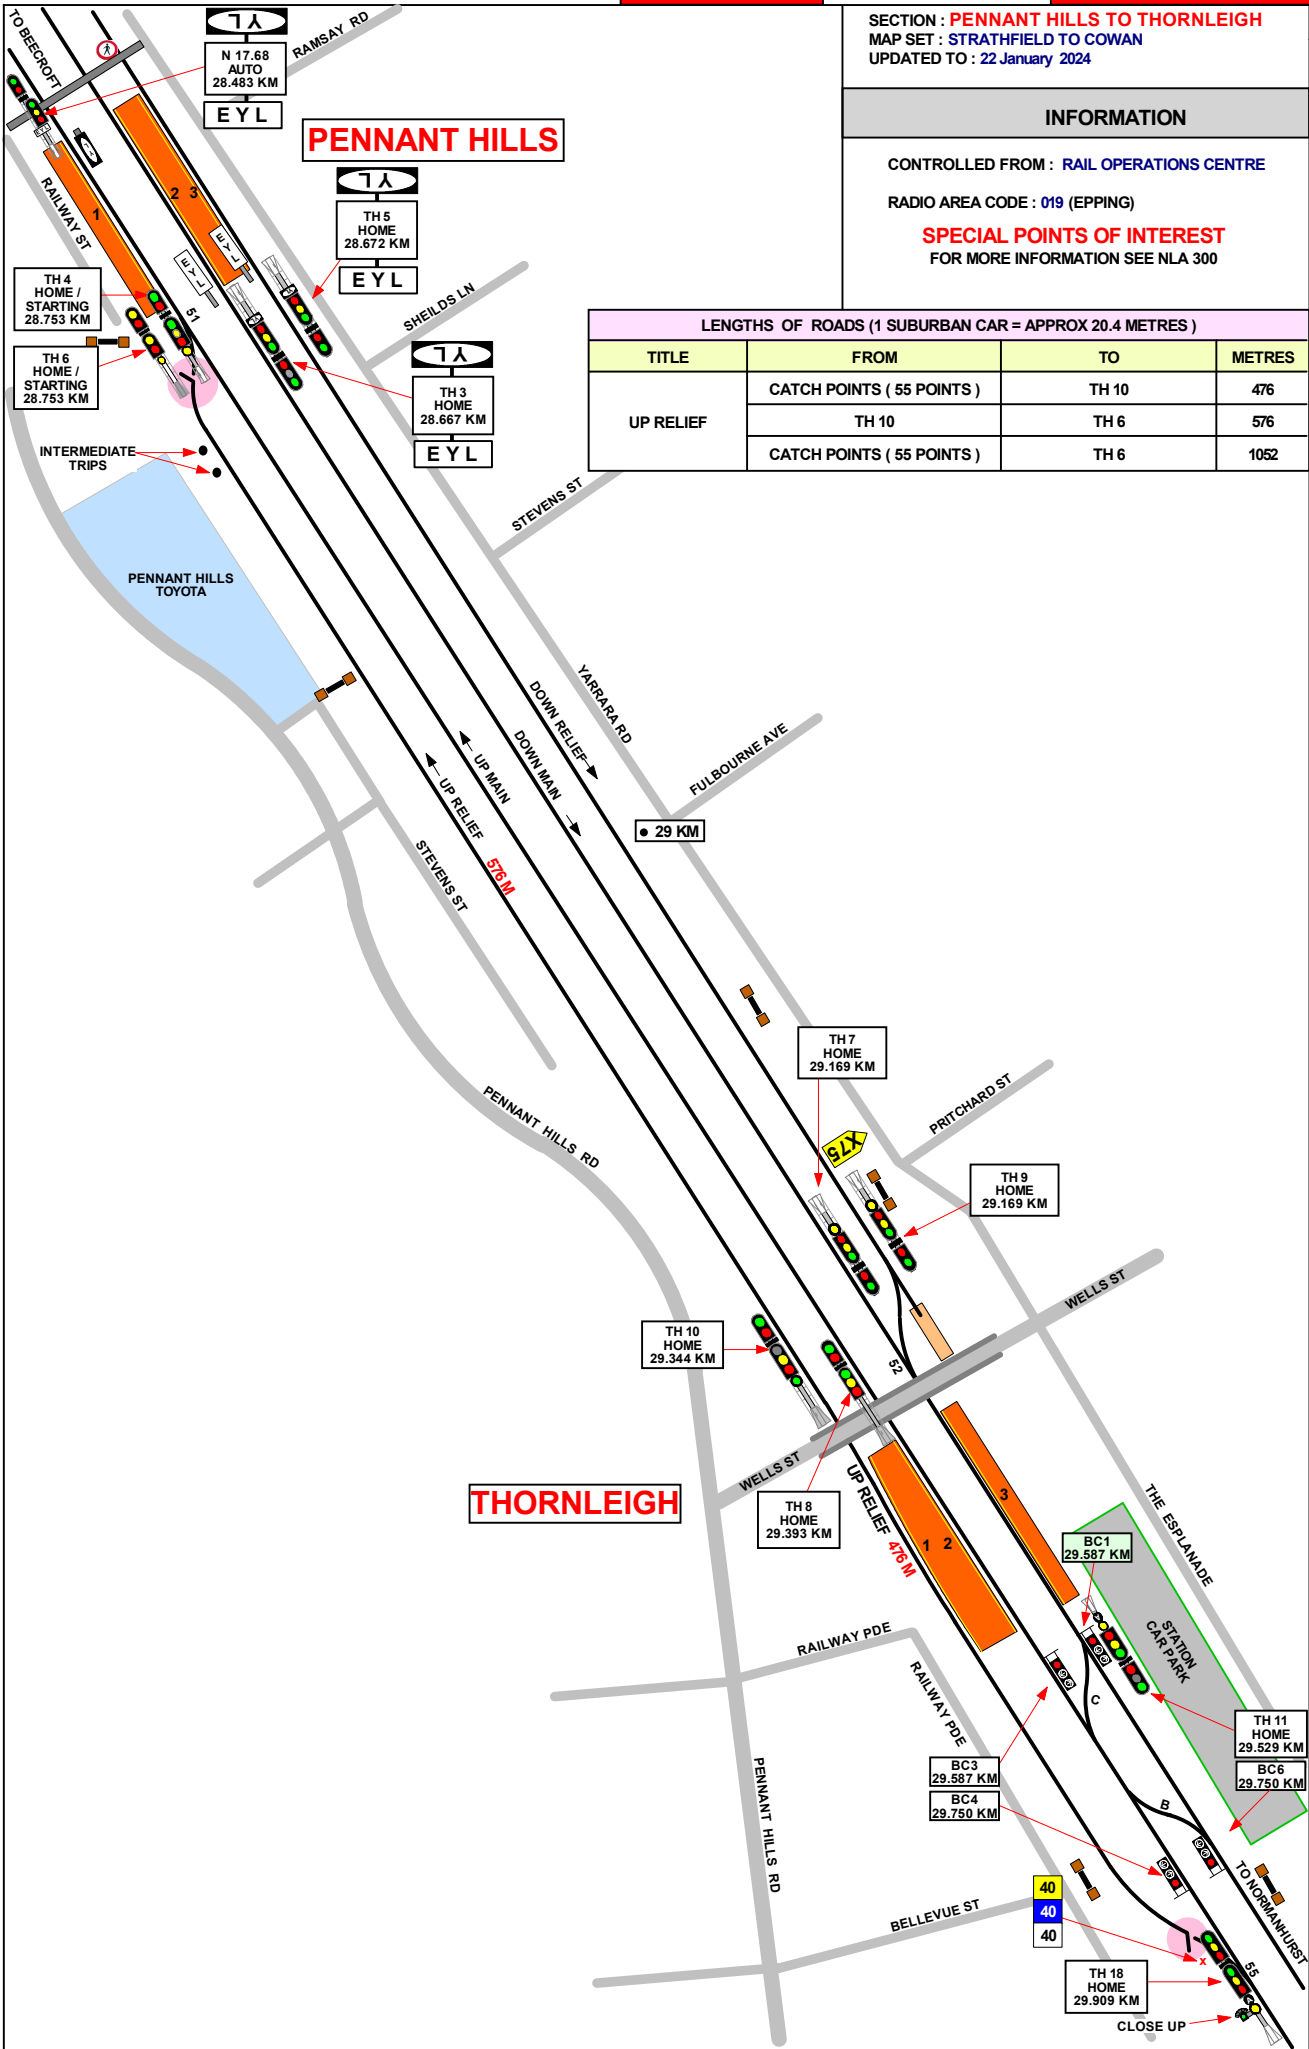 SECTION : PENNANT HILLS TO THORNLEIGH
MAP SET : STRATHFIELD TO COWAN
UPDATED TO : 22 January 2024
INFORMATION
CONTROLLED FROM : RAIL OPERATIONS CENTRE
RADIO AREA CODE : 019 (EPPING)
SPECIAL POINTS OF INTEREST
FOR MORE INFORMATION SEE NLA 300
LENGTHS OF ROADS (1 SUBURBAN CAR = APPROX 20.4 METRES )
TITLE FROM TO METRES
UP RELIEF
CATCH POINTS ( 55 POINTS ) TH 10 476
TH 10 TH 6 576
CATCH POINTS ( 55 POINTS ) TH 6 1052
TO BEECROFT
YL
N 17.68
AUTO
28.483 KM
E Y L
RAMSAY RD
PENNANT HILLS
YL
TH 5
HOME
28.672 KM
E Y L
RAILWAY ST
1
2 3
E Y L
E Y L
TH 4
HOME /
STARTING
28.753 KM
51
TH 6
HOME /
STARTING
28.753 KM
SHEILDS LN
YL
TH 3
HOME
28.667 KM
E Y L
INTERMEDIATE
TRIPS
STEVENS ST
PENNANT HILLS
TOYOTA
YARRARA RD
DOWN RELIEF
DOWN MAIN
UP MAIN
UP RELIEF
576 M
FULBOURNE AVE
29 KM
STEVENS ST
TH 7
HOME
29.169 KM
PENNANT HILLS RD
PRITCHARD ST
X75
TH 9
HOME
29.169 KM
WELLS ST
TH 10
HOME
29.344 KM
52
WELLS ST
THORNLEIGH
TH 8
HOME
29.393 KM
UP RELIEF
476 M
1 2
3
THE ESPLANADE
BC1
29.587 KM
STATION
CAR PARK
RAILWAY PDE
RAILWAY PDE
C
TH 11
HOME
29.529 KM
BC3
29.587 KM
BC6
29.750 KM
BC4
29.750 KM
B
PENNANT HILLS RD
TO NORMANHURST
40
40
40
BELLEVUE ST
x
55
TH 18
HOME
29.909 KM
CLOSE UP